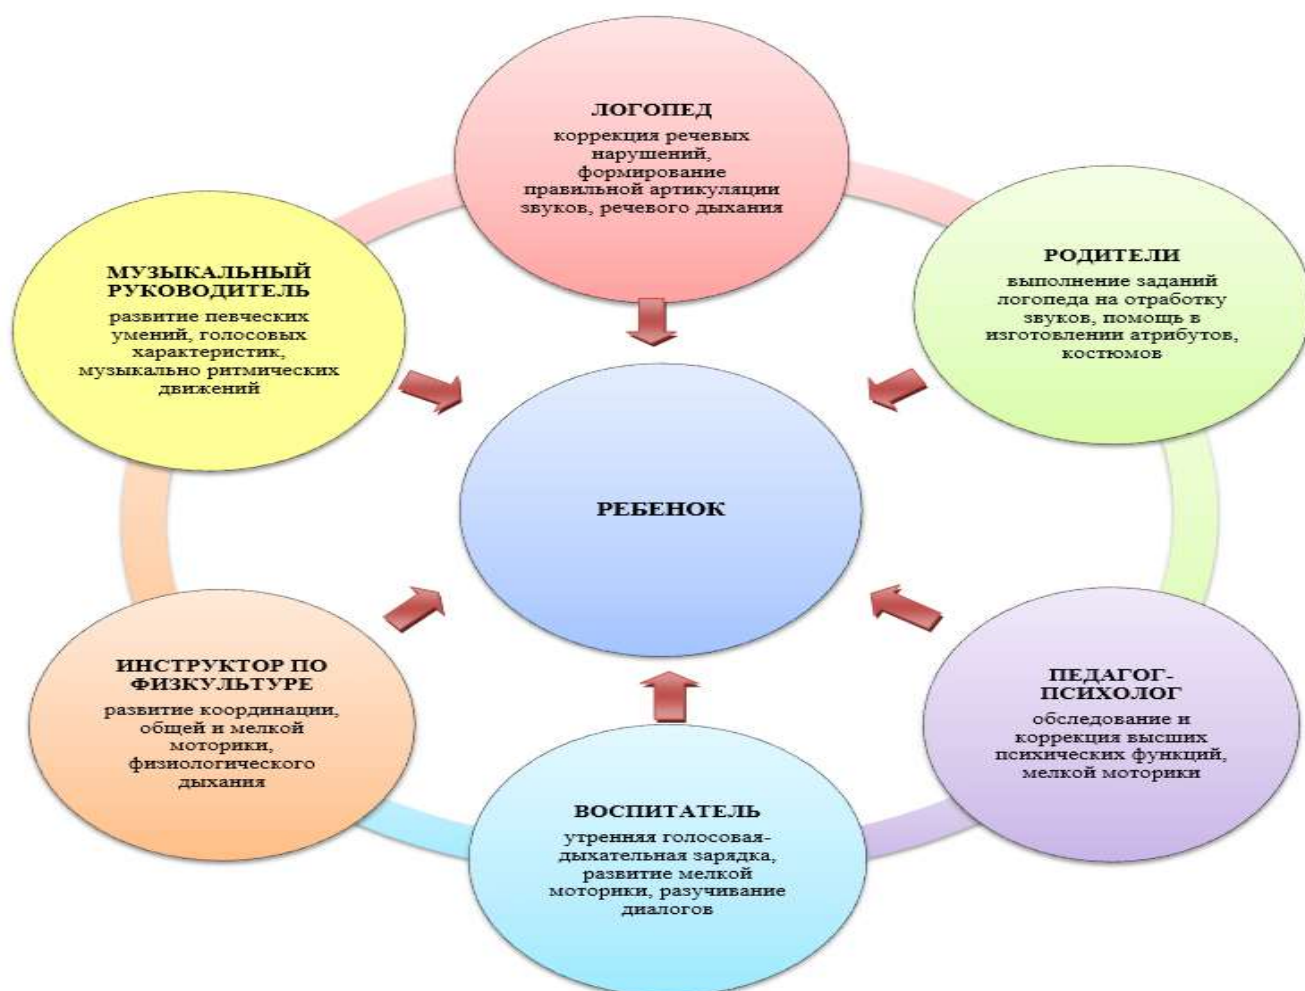 ЛОГОПЕД
коррекция речевых
нарушений,
формирование
правильной артикуляции
звуков, речевого дыхания
РОДИТЕЛИ
выполнение заданий
логопеда на отработку
звуков, помощь в
изготовлении атрибутов,
костюмов
ПЕДАГОГ-
ПСИХОЛОГ
обследование и
коррекция высших
психических функций,
мелкой моторики
ВОСПИТАТЕЛЬ
утренняя голосовая-
дыхательная зарядка,
развитие мелкой
моторики, разучивание
диалогов
ИНСТРУКТОР ПО
ФИЗКУЛЬТУРЕ
развитие координации,
общей и мелкой
моторики,
физиологического
дыхания
МУЗЫКАЛЬНЫЙ
РУКОВОДИТЕЛЬ
развитие певческих
умений, голосовых
характеристик,
музыкально ритмических
движений
РЕБЕНОК